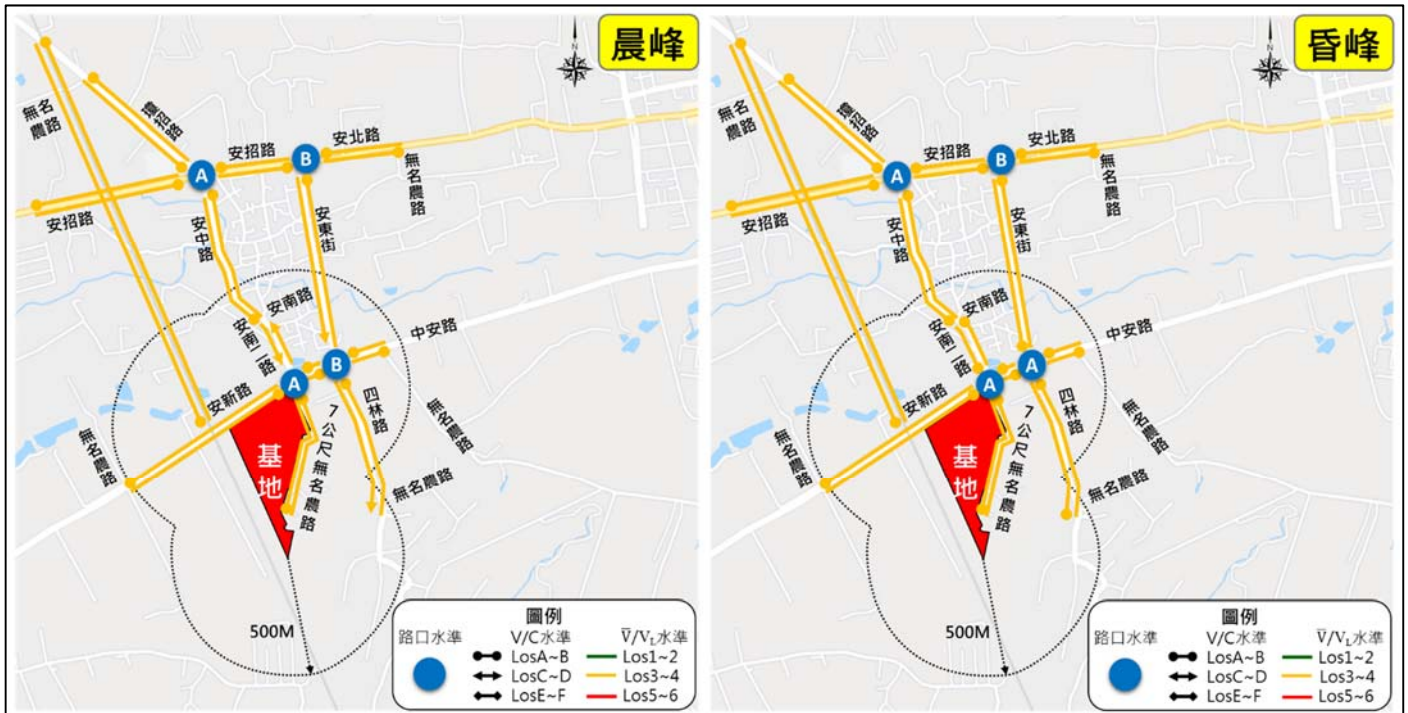 晨峰
N
無名農路
環招路
安招路
B
安北路
A
無名農路
安招路
安中路
安東街
安南路
安南二路
中安路
B
A
安新路
四林路
無名農路
無名農路
7公尺無名農路
基地
無名農路
500M
圖例
路口水準
V/C水準
V̅/VL水準
LosA~B
Los1~2
LosC~D
Los3~4
LosE~F
Los5~6
昏峰
N
無名農路
環招路
安招路
B
安北路
A
無名農路
安招路
安中路
安東街
安南路
安南二路
中安路
A
A
安新路
四林路
無名農路
無名農路
7公尺無名農路
基地
無名農路
500M
圖例
路口水準
V/C水準
V̅/VL水準
LosA~B
Los1~2
LosC~D
Los3~4
LosE~F
Los5~6